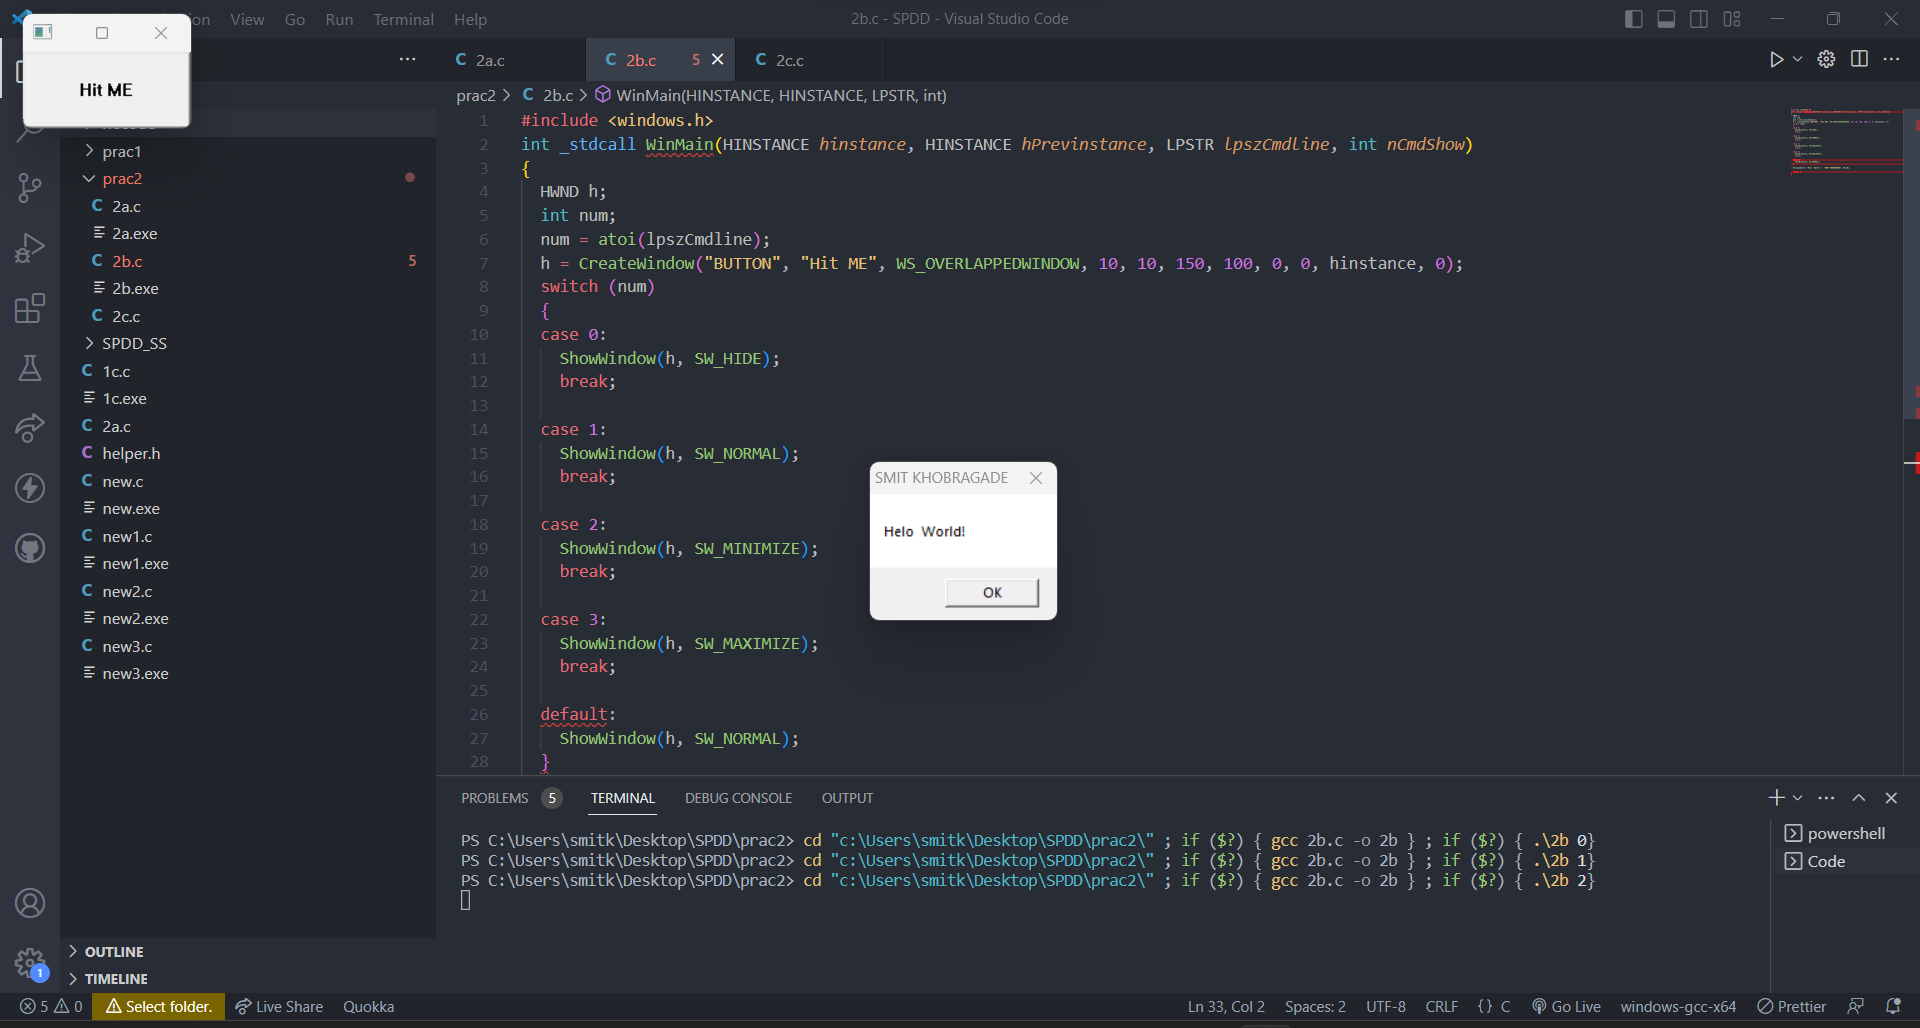 on View Go Run Terminal Help
2b.c - SPDD - Visual Studio Code
Hit ME
2a.c
2b.c 5
2c.c
prac2 > 2b.c > WinMain(HINSTANCE, HINSTANCE, LPSTR, int)
prac1
prac2
2a.c
2a.exe
2b.c 5
2b.exe
2c.c
SPDD_SS
1c.c
1c.exe
2a.c
helper.h
new.c
new.exe
new1.c
new1.exe
new2.c
new2.exe
new3.c
new3.exe
OUTLINE
TIMELINE
1 #include <windows.h>
2 int _stdcall WinMain(HINSTANCE hinstance, HINSTANCE hPrevinstance, LPSTR lpszCmdline, int nCmdShow)
3 {
4 HWND h;
5 int num;
6 num = atoi(lpszCmdline);
7 h = CreateWindow("BUTTON", "Hit ME", WS_OVERLAPPEDWINDOW, 10, 10, 150, 100, 0, 0, hinstance, 0);
8 switch (num)
9 {
10 case 0:
11 ShowWindow(h, SW_HIDE);
12 break;
13
14 case 1:
15 ShowWindow(h, SW_NORMAL);
16 break;
17
18 case 2:
19 ShowWindow(h, SW_MINIMIZE);
20 break;
21
22 case 3:
23 ShowWindow(h, SW_MAXIMIZE);
24 break;
25
26 default:
27 ShowWindow(h, SW_NORMAL);
28 }
SMIT KHOBRAGADE
Helo World!
OK
PROBLEMS 5 TERMINAL DEBUG CONSOLE OUTPUT
PS C:\Users\smitk\Desktop\SPDD\prac2> cd "c:\Users\smitk\Desktop\SPDD\prac2\" ; if ($?) { gcc 2b.c -o 2b } ; if ($?) { .\2b 0}
PS C:\Users\smitk\Desktop\SPDD\prac2> cd "c:\Users\smitk\Desktop\SPDD\prac2\" ; if ($?) { gcc 2b.c -o 2b } ; if ($?) { .\2b 1}
PS C:\Users\smitk\Desktop\SPDD\prac2> cd "c:\Users\smitk\Desktop\SPDD\prac2\" ; if ($?) { gcc 2b.c -o 2b } ; if ($?) { .\2b 2}
powershell
Code
1
5 0 Select folder. Live Share Quokka
Ln 33, Col 2 Spaces: 2 UTF-8 CRLF {} C Go Live windows-gcc-x64 Prettier